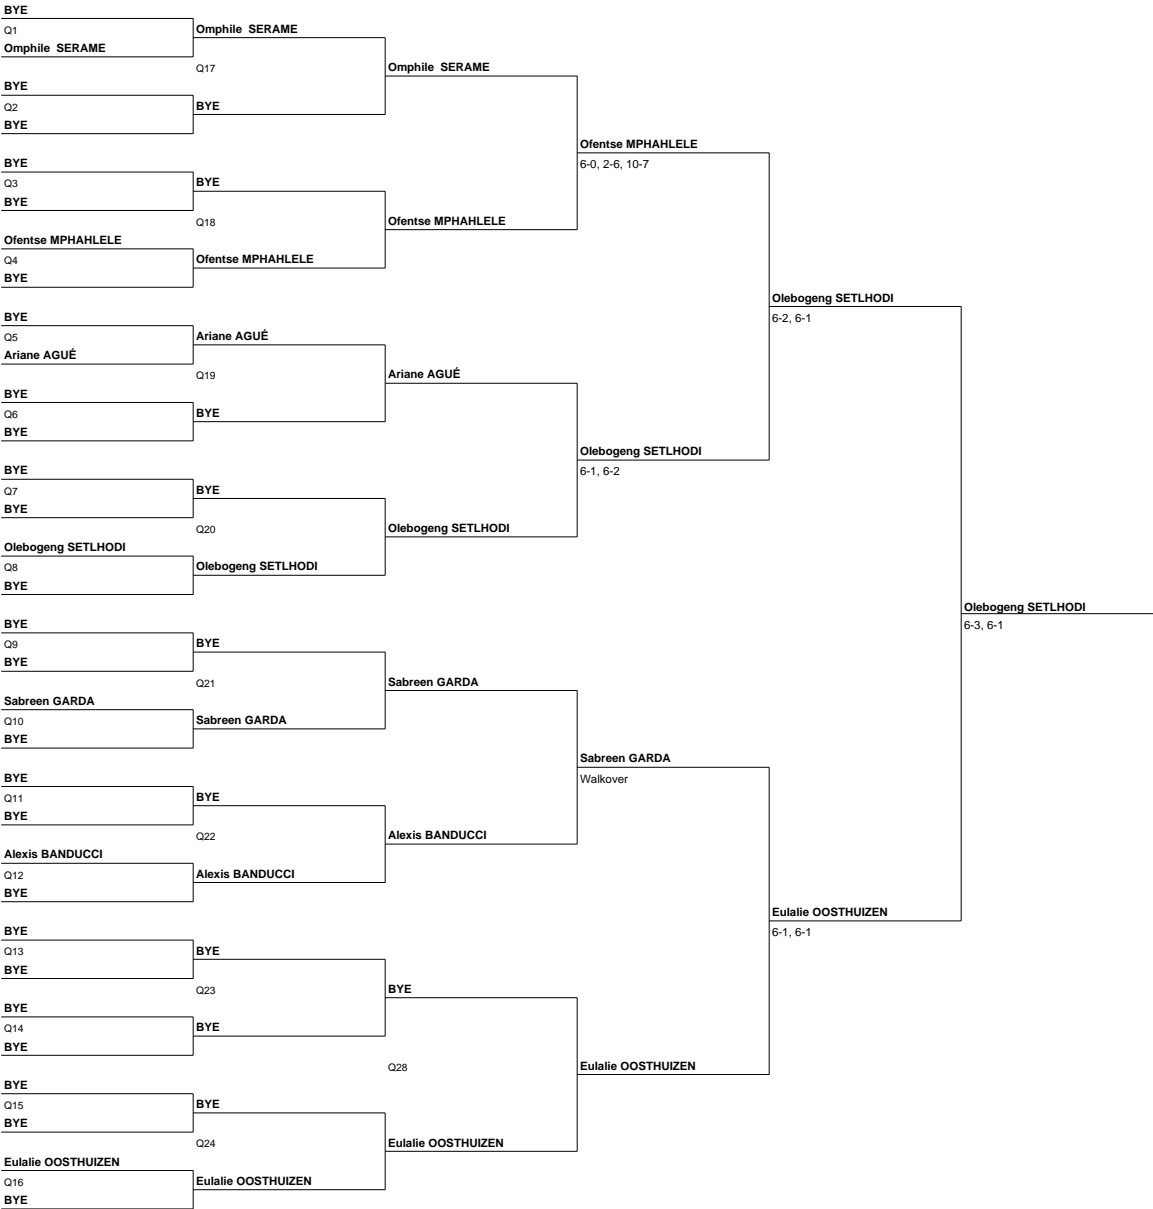 BYE
Q1
Omphile SERAME
BYE
Q2
BYE
BYE
Q3
BYE
Ofentse MPHAHLELE
Q4
BYE
BYE
Q5
Ariane AGUÉ
BYE
Q6
BYE
BYE
Q7
BYE
Olebogeng SETLHODI
Q8
BYE
BYE
Q9
BYE
Sabreen GARDA
Q10
BYE
BYE
Q11
BYE
Alexis BANDUCCI
Q12
BYE
BYE
Q13
BYE
BYE
Q14
BYE
BYE
Q15
BYE
Eulalie OOSTHUIZEN
Q16
BYE
Omphile SERAME
Q17
BYE
BYE
Q18
Ofentse MPHAHLELE
Ariane AGUÉ
Q19
BYE
BYE
Q20
Olebogeng SETLHODI
BYE
Q21
Sabreen GARDA
BYE
Q22
Alexis BANDUCCI
BYE
Q23
BYE
BYE
Q24
Eulalie OOSTHUIZEN
Omphile SERAME
Ofentse MPHAHLELE
Ariane AGUÉ
Olebogeng SETLHODI
Sabreen GARDA
Alexis BANDUCCI
BYE
Q28
Eulalie OOSTHUIZEN
Ofentse MPHAHLELE
6-0, 2-6, 10-7
Olebogeng SETLHODI
6-1, 6-2
Sabreen GARDA
Walkover
Eulalie OOSTHUIZEN
Olebogeng SETLHODI
6-2, 6-1
Eulalie OOSTHUIZEN
6-1, 6-1
Olebogeng SETLHODI
6-3, 6-1